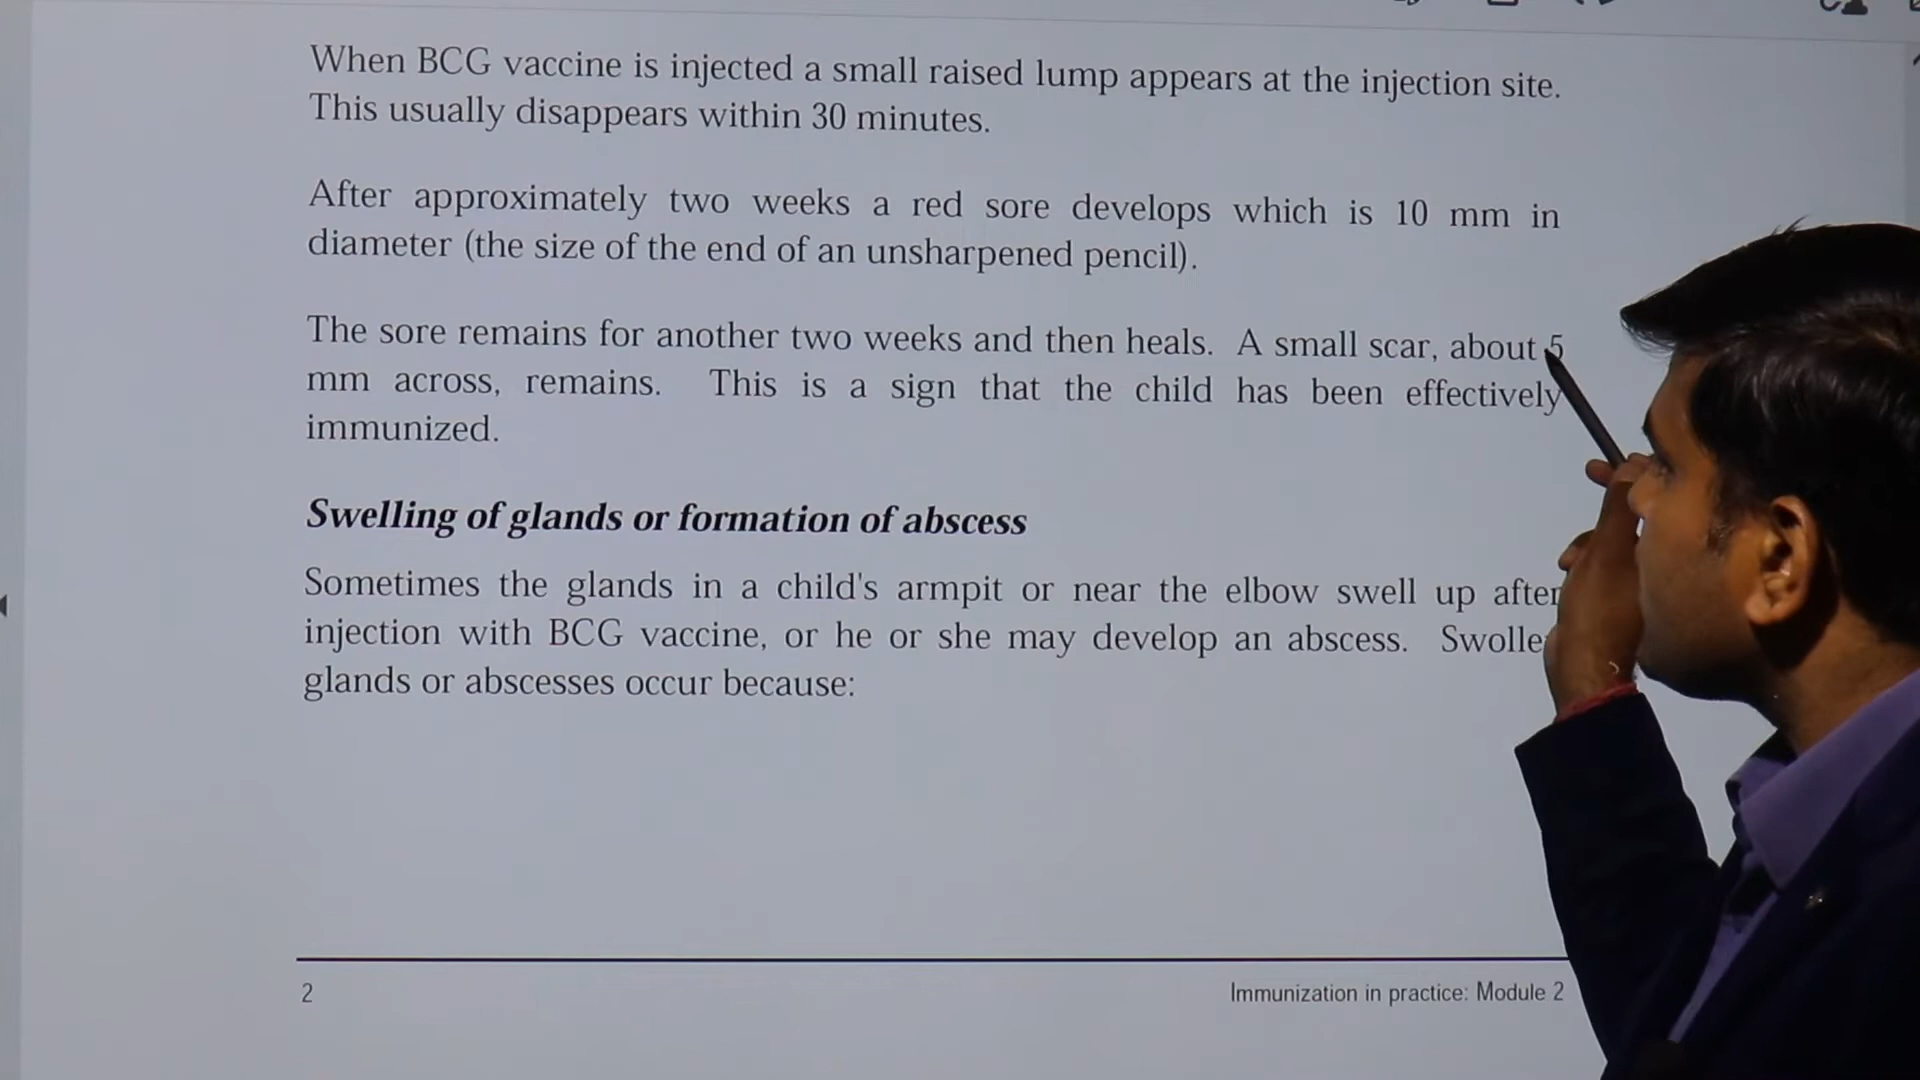 When BCG vaccine is injected a small raised lump appears at the injection site.
This usually disappears within 30 minutes.
After approximately two weeks a red sore develops which is 10 mm in
diameter (the size of the end of an unsharpened pencil).
The sore remains for another two weeks and then heals. A small scar, about 5
mm across, remains. This is a sign that the child has been effectively
immunized.
Swelling of glands or formation of abscess
Sometimes the glands in a child's armpit or near the elbow swell up after
injection with BCG vaccine, or he or she may develop an abscess. Swolle
glands or abscesses occur because:
2
Immunization in practice: Module 2